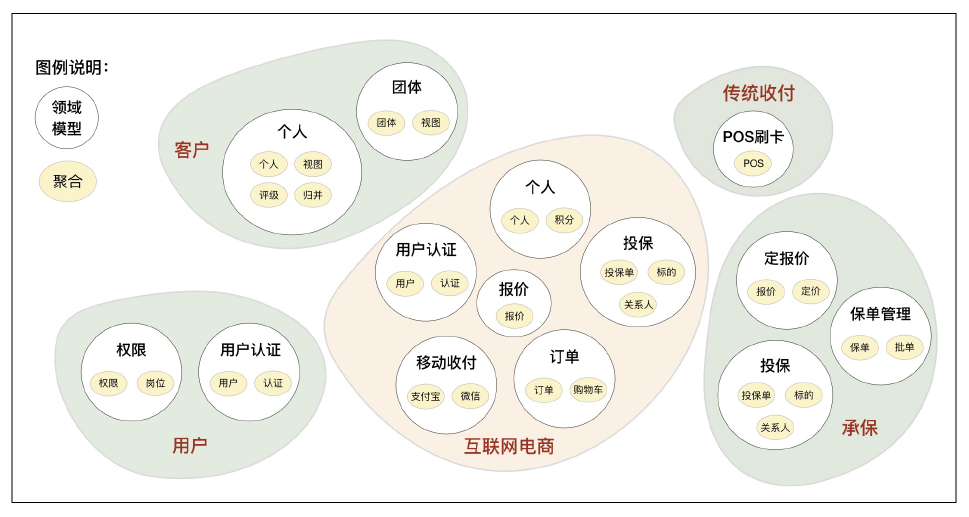 图例说明：
领域
模型
聚合
客户
个人
个人 视图
评级 归并
团体
团体 视图
传统收付
POS刷卡
POS
用户
权限
权限 岗位
用户认证
用户 认证
互联网电商
个人
个人 积分
用户认证
用户 认证
投保
投保单 标的
关系人
报价
报价
移动收付
支付宝 微信
订单
订单 购物车
承保
定报价
报价 定价
保单管理
保单 批单
投保
投保单 标的
关系人